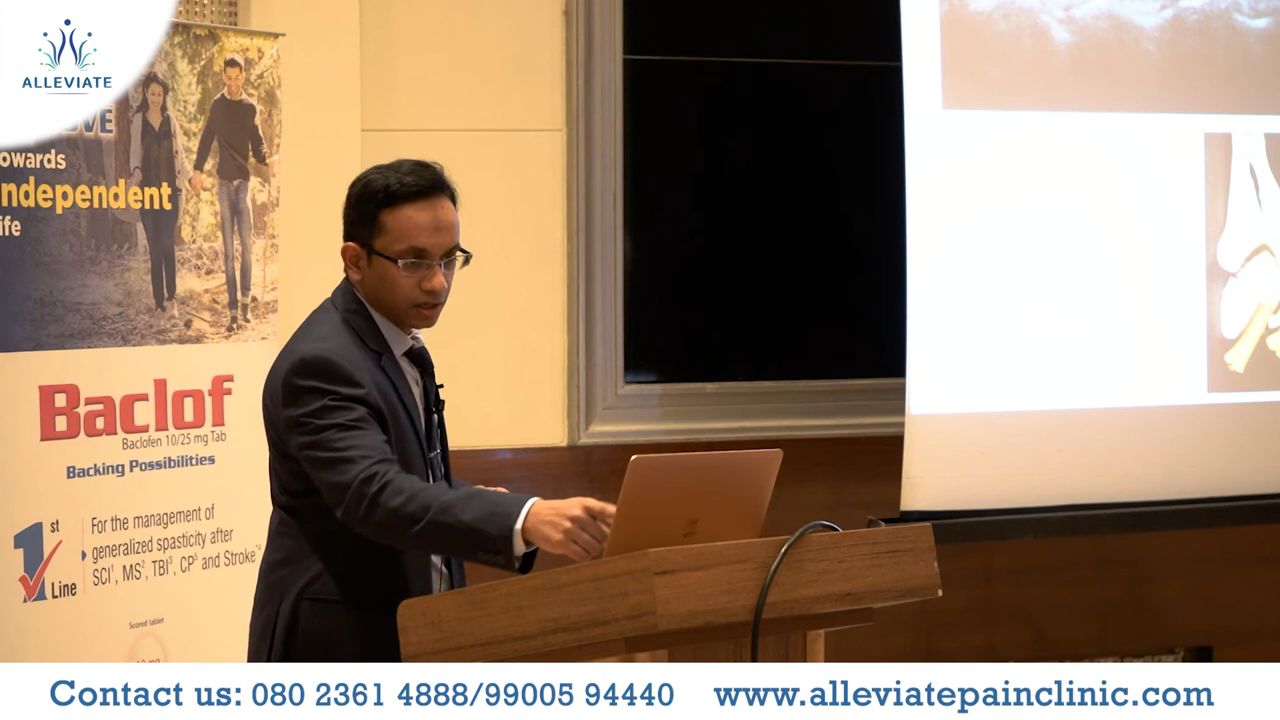 ALLEVIATE
owards
ndependent
ife
Baclof
Baclofen 10/25 mg Tab
Backing Possibilities
1st Line
For the management of
generalized spasticity after
SCI¹, MS², TBI³, CP⁵ and Stroke*⁶
Scored tablet
Contact us: 080 2361 4888/99005 94440 www.alleviatepainclinic.com